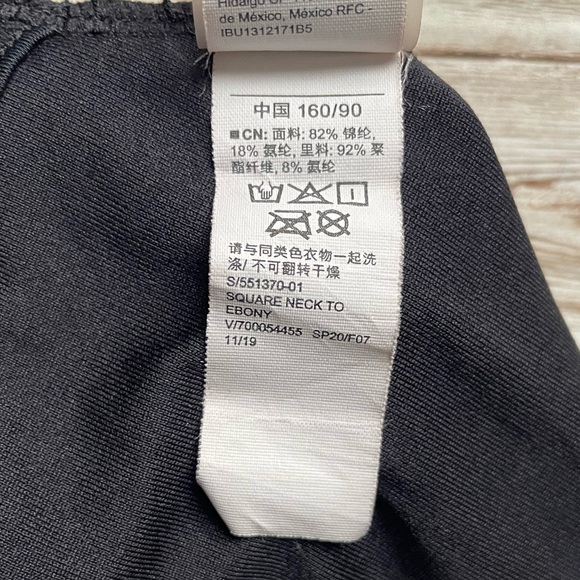 de México, México RFC -
IBU1312171B5
中国 160/90
■CN: 面料: 82% 锦纶,
18% 氨纶, 里料: 92% 聚
酯纤维, 8% 氨纶
请与同类色衣物一起洗
涤/ 不可翻转干燥
S/551370-01
SQUARE NECK TO
EBONY
V/700054455 SP20/F07
11/19